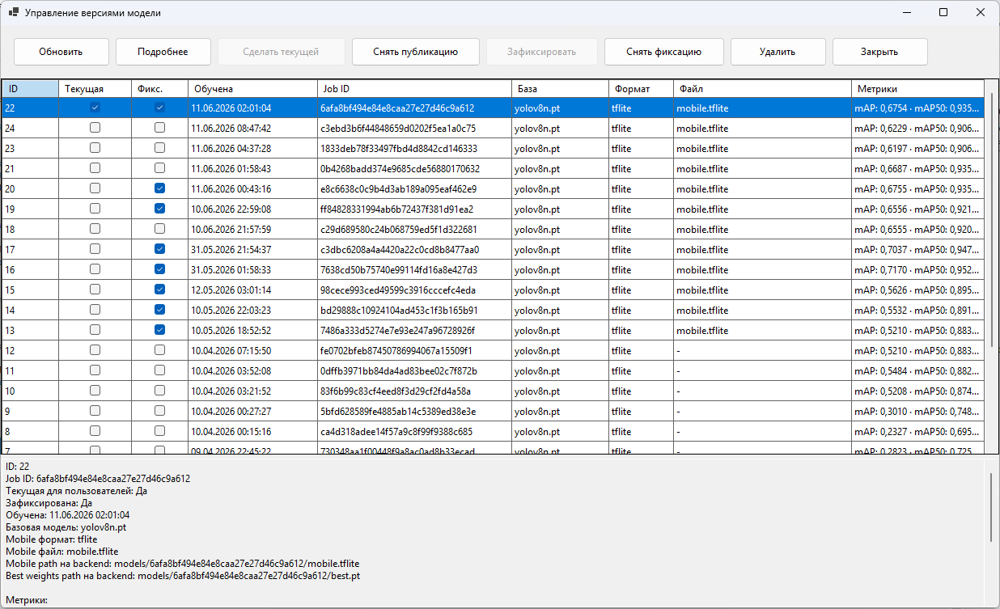 Управление версиями модели
Обновить Подробнее Сделать текущей Снять публикацию Зафиксировать Снять фиксацию Удалить Закрыть
ID Текущая Фикс. Обучена Job ID База Формат Файл Метрики
22 11.06.2026 02:01:04 6afa8bf494e84e8caa27e27d46c9a612 yolov8n.pt tflite mobile.tflite mAP: 0,6754 · mAP50: 0,935...
24 11.06.2026 08:47:42 c3ebd3b6f44848659d0202f5ea1a0c75 yolov8n.pt tflite mobile.tflite mAP: 0,6229 · mAP50: 0,906...
23 11.06.2026 04:37:28 1833deb78f33497fbd4d8842cd146333 yolov8n.pt tflite mobile.tflite mAP: 0,6197 · mAP50: 0,906...
21 11.06.2026 01:58:43 0b4268badd374e9685cde56880170632 yolov8n.pt tflite mobile.tflite mAP: 0,6687 · mAP50: 0,935...
20 11.06.2026 00:43:16 e8c6638c0c9b4d3ab189a095eaf462e9 yolov8n.pt tflite mobile.tflite mAP: 0,6755 · mAP50: 0,935...
19 10.06.2026 22:59:08 ff84828331994ab6b72437f381d91ea2 yolov8n.pt tflite mobile.tflite mAP: 0,6556 · mAP50: 0,921...
18 10.06.2026 21:57:59 c29d689580c24b068759ed5f1d322681 yolov8n.pt tflite mobile.tflite mAP: 0,6555 · mAP50: 0,920...
17 31.05.2026 21:54:37 c3dbc6208a4a4420a22c0cd8b8477aa0 yolov8n.pt tflite mobile.tflite mAP: 0,7037 · mAP50: 0,947...
16 31.05.2026 01:58:33 7638cd50b75740e99114fd16a8e427d3 yolov8n.pt tflite mobile.tflite mAP: 0,7170 · mAP50: 0,952...
15 12.05.2026 03:01:14 98cece993ced49599c3916cccefc4eda yolov8n.pt tflite mobile.tflite mAP: 0,5626 · mAP50: 0,895...
14 10.05.2026 22:03:23 bd29888c10924104ad453c1f3b165b91 yolov8n.pt tflite mobile.tflite mAP: 0,5532 · mAP50: 0,891...
13 10.05.2026 18:52:52 7486a333d5274e7e93e247a96728926f yolov8n.pt tflite mobile.tflite mAP: 0,5210 · mAP50: 0,883...
12 10.04.2026 07:15:50 fe0702bfeb87450786994067a15509f1 yolov8n.pt tflite - mAP: 0,5210 · mAP50: 0,883...
11 10.04.2026 03:52:08 0dffb3971bb84da4ad83bee02c7f872b yolov8n.pt tflite - mAP: 0,5484 · mAP50: 0,882...
10 10.04.2026 03:21:52 83f6b99c83cf4eed8f3d29cf2fd4a58a yolov8n.pt tflite - mAP: 0,5208 · mAP50: 0,874...
9 10.04.2026 00:27:27 5bfd628589fe4885ab14c5389ed38e3e yolov8n.pt tflite - mAP: 0,3010 · mAP50: 0,748...
8 10.04.2026 00:15:16 ca4d318adee14f57a9c8f99f9388c685 yolov8n.pt tflite - mAP: 0,2327 · mAP50: 0,695...
7 09.04.2026 22:45:22 730348aa1f00448f9a8ac0ad8b33ecad yolov8n.pt tflite - mAP: 0,2823 · mAP50: 0,725...
ID: 22
Job ID: 6afa8bf494e84e8caa27e27d46c9a612
Текущая для пользователей: Да
Зафиксирована: Да
Обучена: 11.06.2026 02:01:04
Базовая модель: yolov8n.pt
Mobile формат: tflite
Mobile файл: mobile.tflite
Mobile path на backend: models/6afa8bf494e84e8caa27e27d46c9a612/mobile.tflite
Best weights path на backend: models/6afa8bf494e84e8caa27e27d46c9a612/best.pt
Метрики: